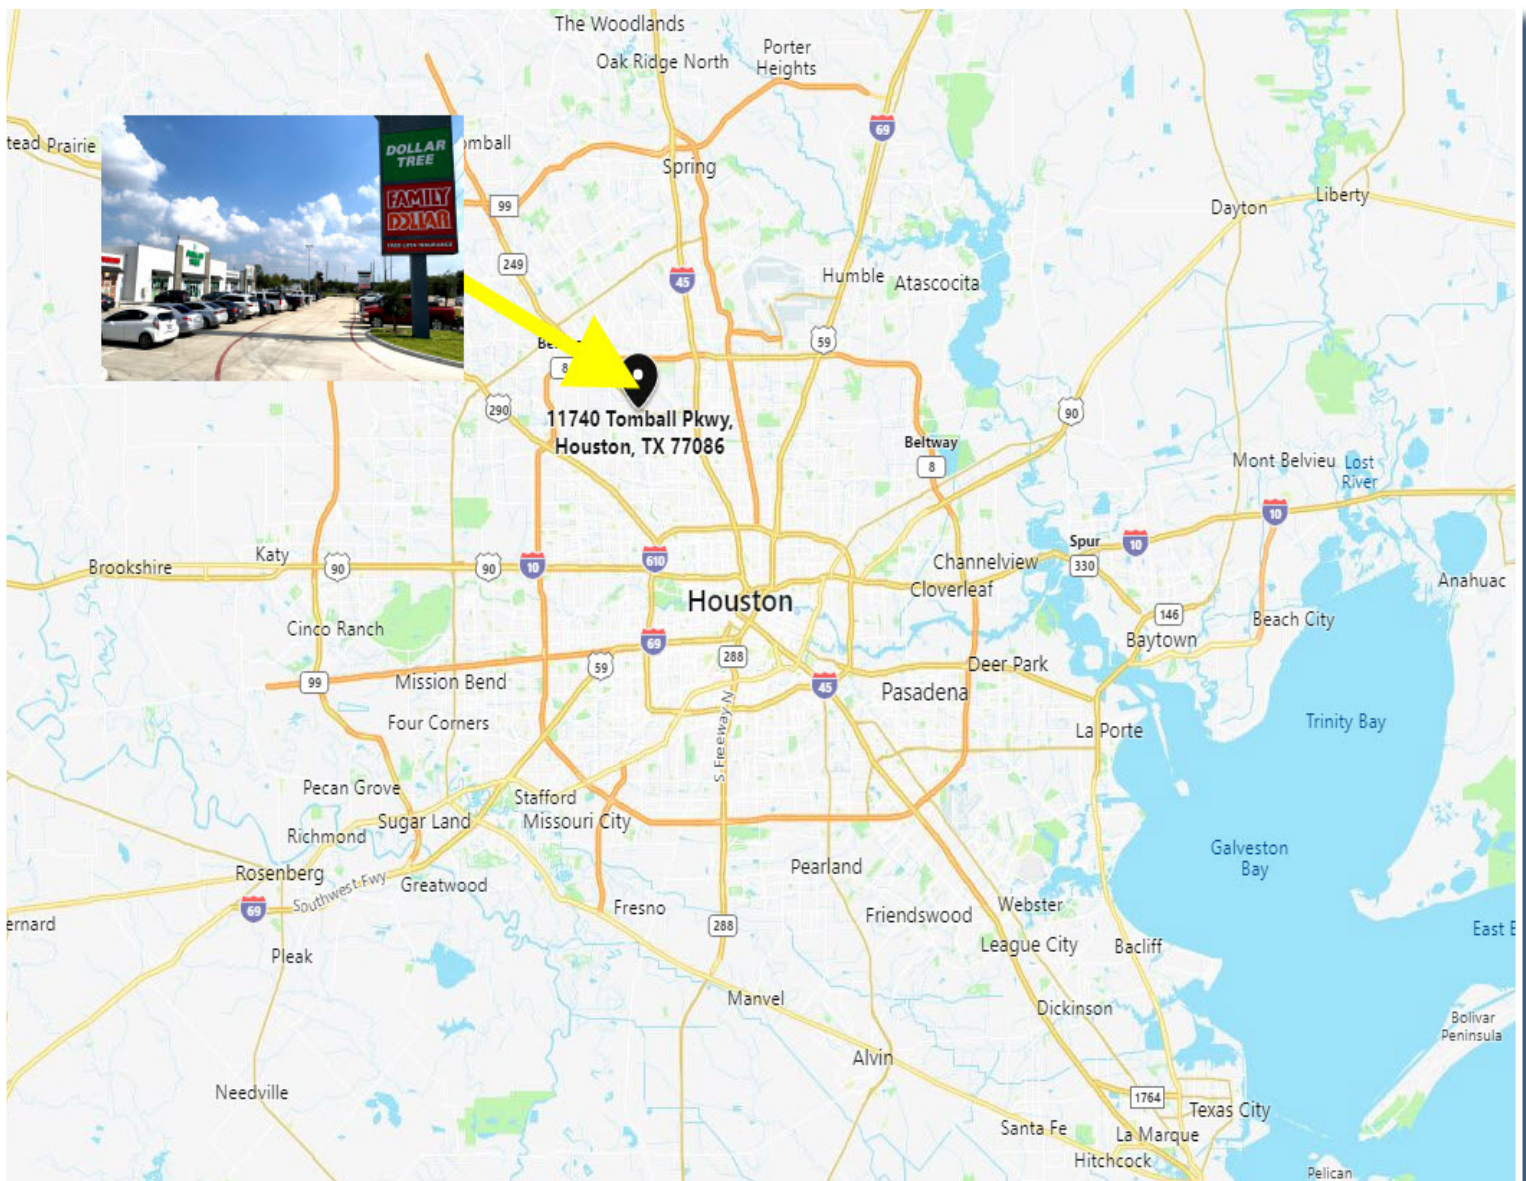 The Woodlands
Oak Ridge North
Porter
Heights
69
tead Prairie
omball
Spring
DOLLAR
TREE
FAMILY
DOLLAR
99
Liberty
Dayton
249
45
Humble
Atascocita
DOLLAR
TREE
59
Be
8
290
90
11740 Tomball Pkwy,
Houston, TX 77086
Beltway
8
Mont Belvieu
Lost
River
10
Spur
10
330
Brookshire
Katy
90
90
10
610
Channelview
Cloverleaf
Anahuac
Houston
146
Beach City
Baytown
Cinco Ranch
69
288
59
Deer Park
99
Mission Bend
45
Pasadena
Four Corners
La Porte
Trinity Bay
S Freeway N
Pecan Grove
Stafford
Sugar Land
Missouri City
Richmond
Galveston
Bay
Pearland
Rosenberg
Greatwood
Southwest Fwy
69
Fresno
Webster
Friendswood
288
ernard
East B
League City
Bacliff
Pleak
Manvel
Dickinson
Bolivar
Peninsula
Alvin
Needville
1764
Texas City
Santa Fe
La Marque
Hitchcock
Pelican